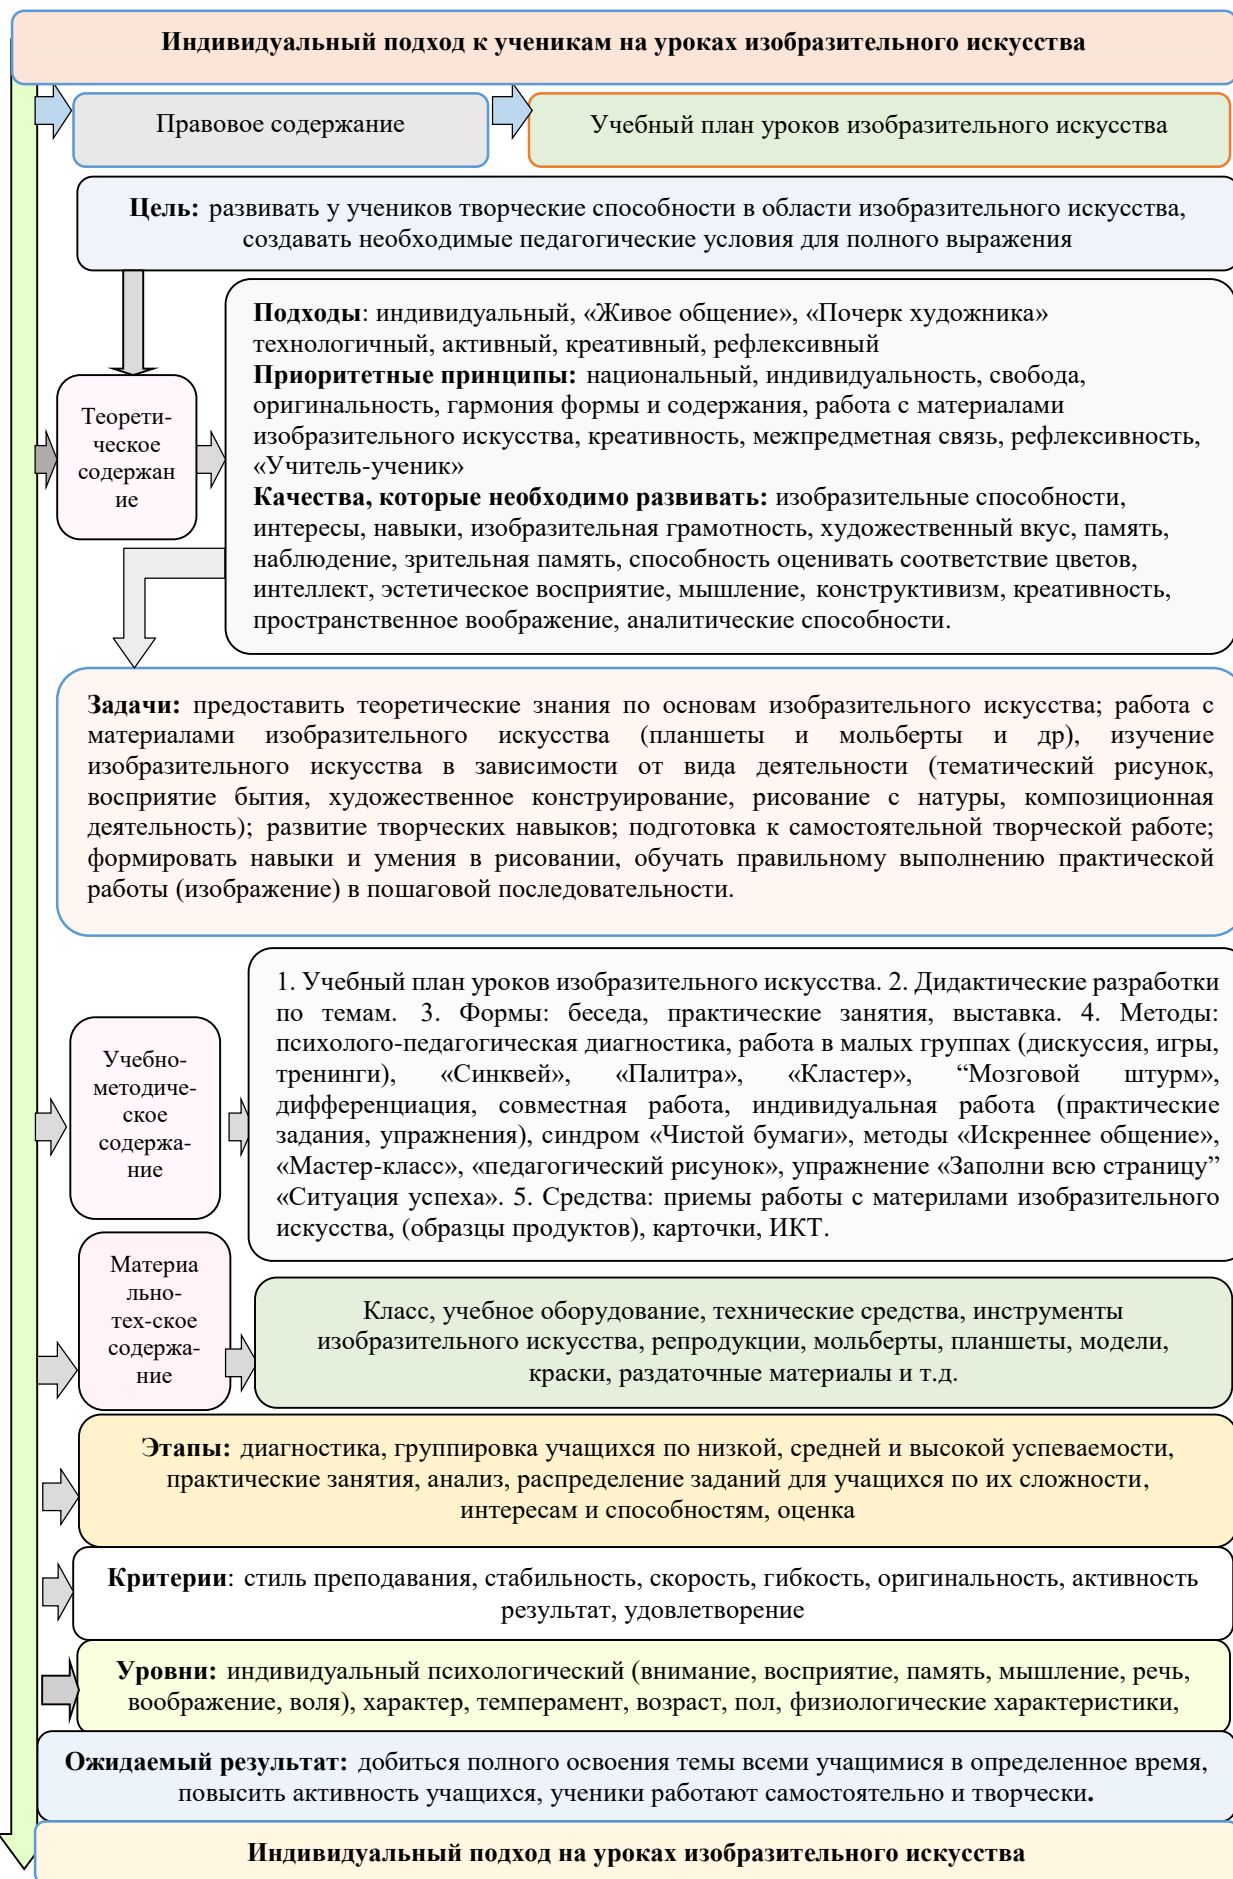 Индивидуальный подход к ученикам на уроках изобразительного искусства
Правовое содержание
Учебный план уроков изобразительного искусства
Цель: развивать у учеников творческие способности в области изобразительного искусства,
создавать необходимые педагогические условия для полного выражения
Подходы: индивидуальный, «Живое общение», «Почерк художника»
технологичный, активный, креативный, рефлексивный
Приоритетные принципы: национальный, индивидуальность, свобода,
оригинальность, гармония формы и содержания, работа с материалами
изобразительного искусства, креативность, межпредметная связь, рефлексивность,
«Учитель-ученик»
Качества, которые необходимо развивать: изобразительные способности,
интересы, навыки, изобразительная грамотность, художественный вкус, память,
наблюдение, зрительная память, способность оценивать соответствие цветов,
интеллект, эстетическое восприятие, мышление, конструктивизм, креативность,
пространственное воображение, аналитические способности.
Теорети-
ческое
содержан
ие
Задачи: предоставить теоретические знания по основам изобразительного искусства; работа с
материалами изобразительного искусства (планшеты и мольберты и др), изучение
изобразительного искусства в зависимости от вида деятельности (тематический рисунок,
восприятие бытия, художественное конструирование, рисование с натуры, композиционная
деятельность); развитие творческих навыков; подготовка к самостоятельной творческой работе;
формировать навыки и умения в рисовании, обучать правильному выполнению практической
работы (изображение) в пошаговой последовательности.
Учебно-
методиче-
ское
содержа-
ние
1. Учебный план уроков изобразительного искусства. 2. Дидактические разработки
по темам. 3. Формы: беседа, практические занятия, выставка. 4. Методы:
психолого-педагогическая диагностика, работа в малых группах (дискуссия, игры,
тренинги), «Синквей», «Палитра», «Кластер», “Мозговой штурм»,
дифференциация, совместная работа, индивидуальная работа (практические
задания, упражнения), синдром «Чистой бумаги», методы «Искреннее общение»,
«Мастер-класс», «педагогический рисунок», упражнение «Заполни всю страницу”
«Ситуация успеха». 5. Средства: приемы работы с материлами изобразительного
искусства, (образцы продуктов), карточки, ИКТ.
Материа
льно-
тех-ское
содержа-
ние
Класс, учебное оборудование, технические средства, инструменты
изобразительного искусства, репродукции, мольберты, планшеты, модели,
краски, раздаточные материалы и т.д.
Этапы: диагностика, группировка учащихся по низкой, средней и высокой успеваемости,
практические занятия, анализ, распределение заданий для учащихся по их сложности,
интересам и способностям, оценка
Критерии: стиль преподавания, стабильность, скорость, гибкость, оригинальность, активность
результат, удовлетворение
Уровни: индивидуальный психологический (внимание, восприятие, память, мышление, речь,
воображение, воля), характер, темперамент, возраст, пол, физиологические характеристики,
Ожидаемый результат: добиться полного освоения темы всеми учащимися в определенное время,
повысить активность учащихся, ученики работают самостоятельно и творчески.
Индивидуальный подход на уроках изобразительного искусства